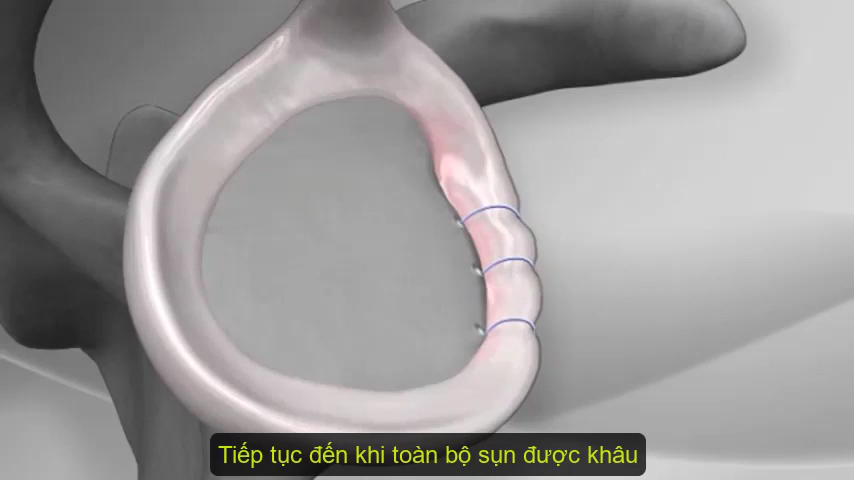 Tiếp tục đến khi toàn bộ sụn được khâu